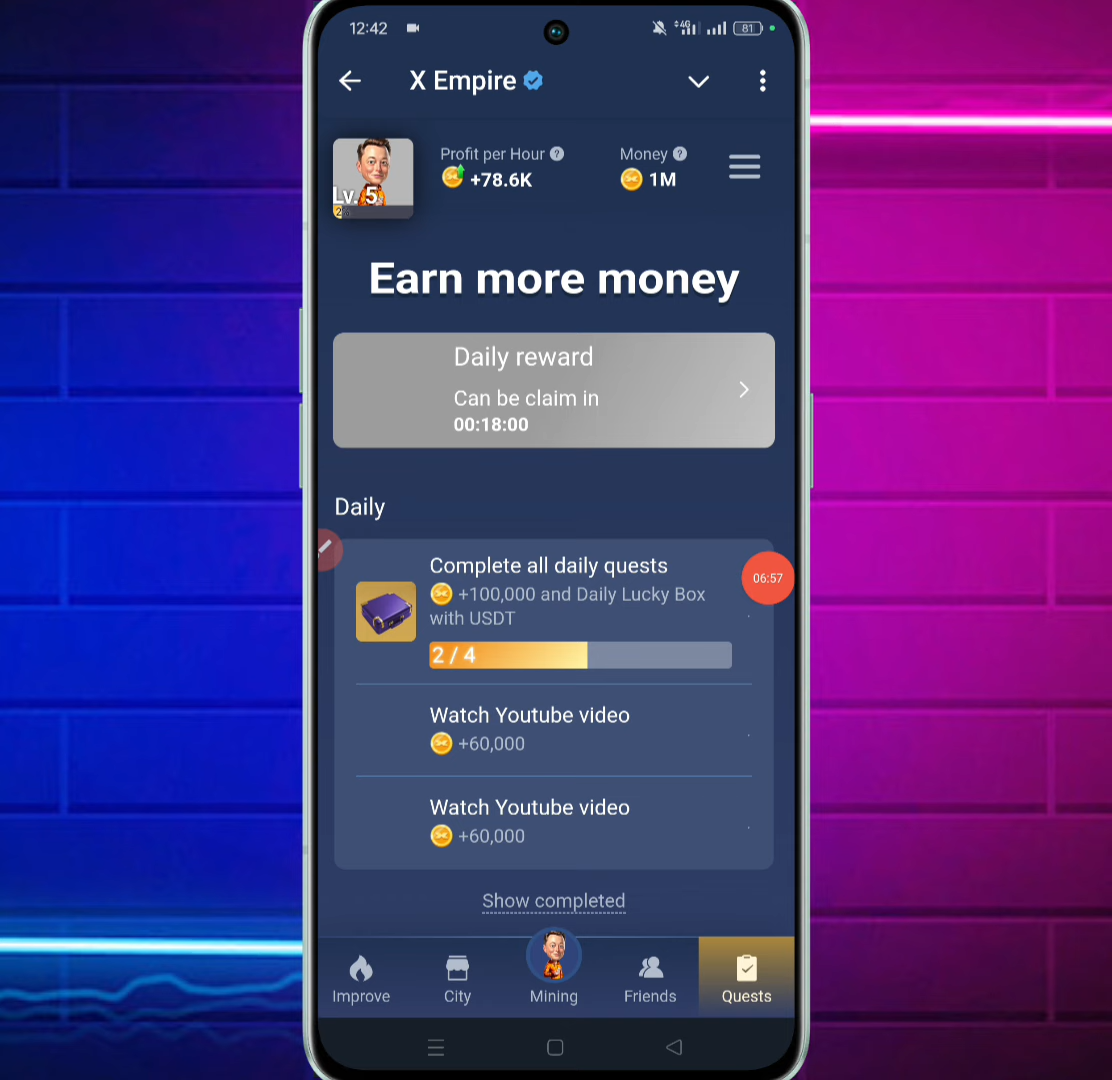 12:42
4G
81
X Empire
Profit per Hour ?
Money ?
+78.6K
1M
Lv. 5
Earn more money
Daily reward
Can be claim in
00:18:00
Daily
Complete all daily quests
+100,000 and Daily Lucky Box
with USDT
06:57
2 / 4
Watch Youtube video
+60,000
Watch Youtube video
+60,000
Show completed
Improve
City
Mining
Friends
Quests